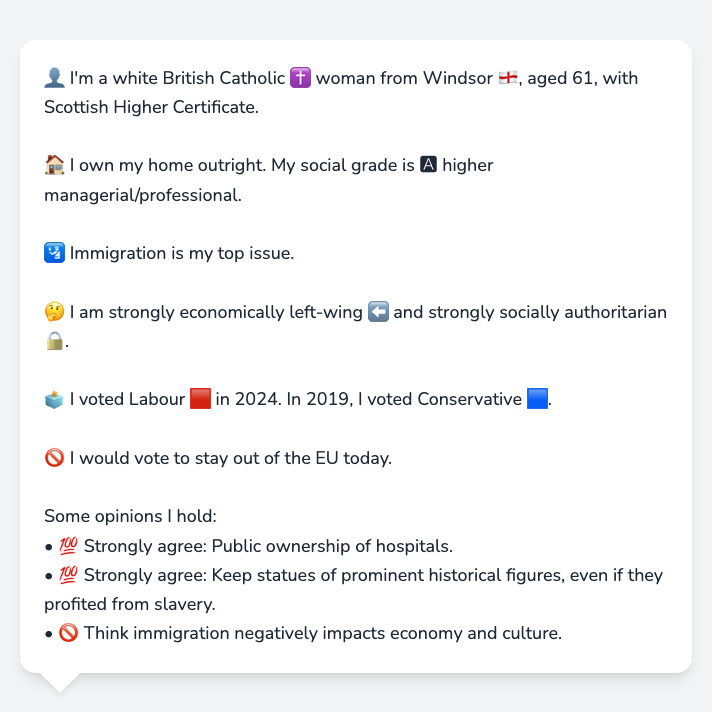 👤 I'm a white British Catholic ✝️ woman from Windsor 🏴󠁧󠁢󠁥󠁮󠁧󠁿, aged 61, with
Scottish Higher Certificate.
🏠 I own my home outright. My social grade is 🅰️ higher
managerial/professional.
🛂 Immigration is my top issue.
🤔 I am strongly economically left-wing ⬅️ and strongly socially authoritarian
🔒.
🗳️ I voted Labour 🟥 in 2024. In 2019, I voted Conservative 🟦.
🚫 I would vote to stay out of the EU today.
Some opinions I hold:
• 💯 Strongly agree: Public ownership of hospitals.
• 💯 Strongly agree: Keep statues of prominent historical figures, even if they
profited from slavery.
• 🚫 Think immigration negatively impacts economy and culture.